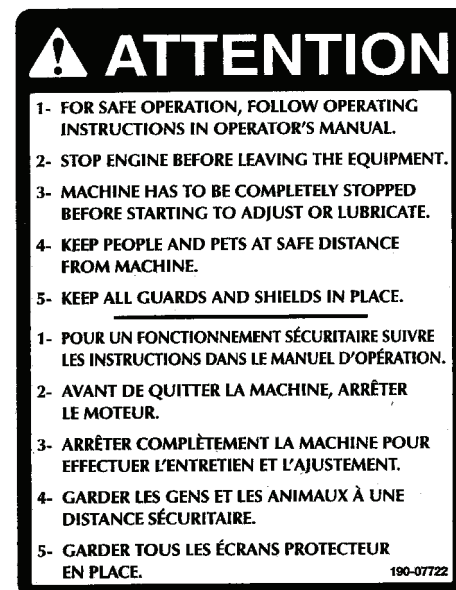 ATTENTION
1- FOR SAFE OPERATION, FOLLOW OPERATING
INSTRUCTIONS IN OPERATOR'S MANUAL.
2- STOP ENGINE BEFORE LEAVING THE EQUIPMENT.
3- MACHINE HAS TO BE COMPLETELY STOPPED
BEFORE STARTING TO ADJUST OR LUBRICATE.
4- KEEP PEOPLE AND PETS AT SAFE DISTANCE
FROM MACHINE.
5- KEEP ALL GUARDS AND SHIELDS IN PLACE.
1- POUR UN FONCTIONNEMENT SÉCURITAIRE SUIVRE
LES INSTRUCTIONS DANS LE MANUEL D'OPÉRATION.
2- AVANT DE QUITTER LA MACHINE, ARRÊTER
LE MOTEUR.
3- ARRÊTER COMPLÈTEMENT LA MACHINE POUR
EFFECTUER L'ENTRETIEN ET L'AJUSTEMENT.
4- GARDER LES GENS ET LES ANIMAUX À UNE
DISTANCE SÉCURITAIRE.
5- GARDER TOUS LES ÉCRANS PROTECTEUR
EN PLACE.
190-07722